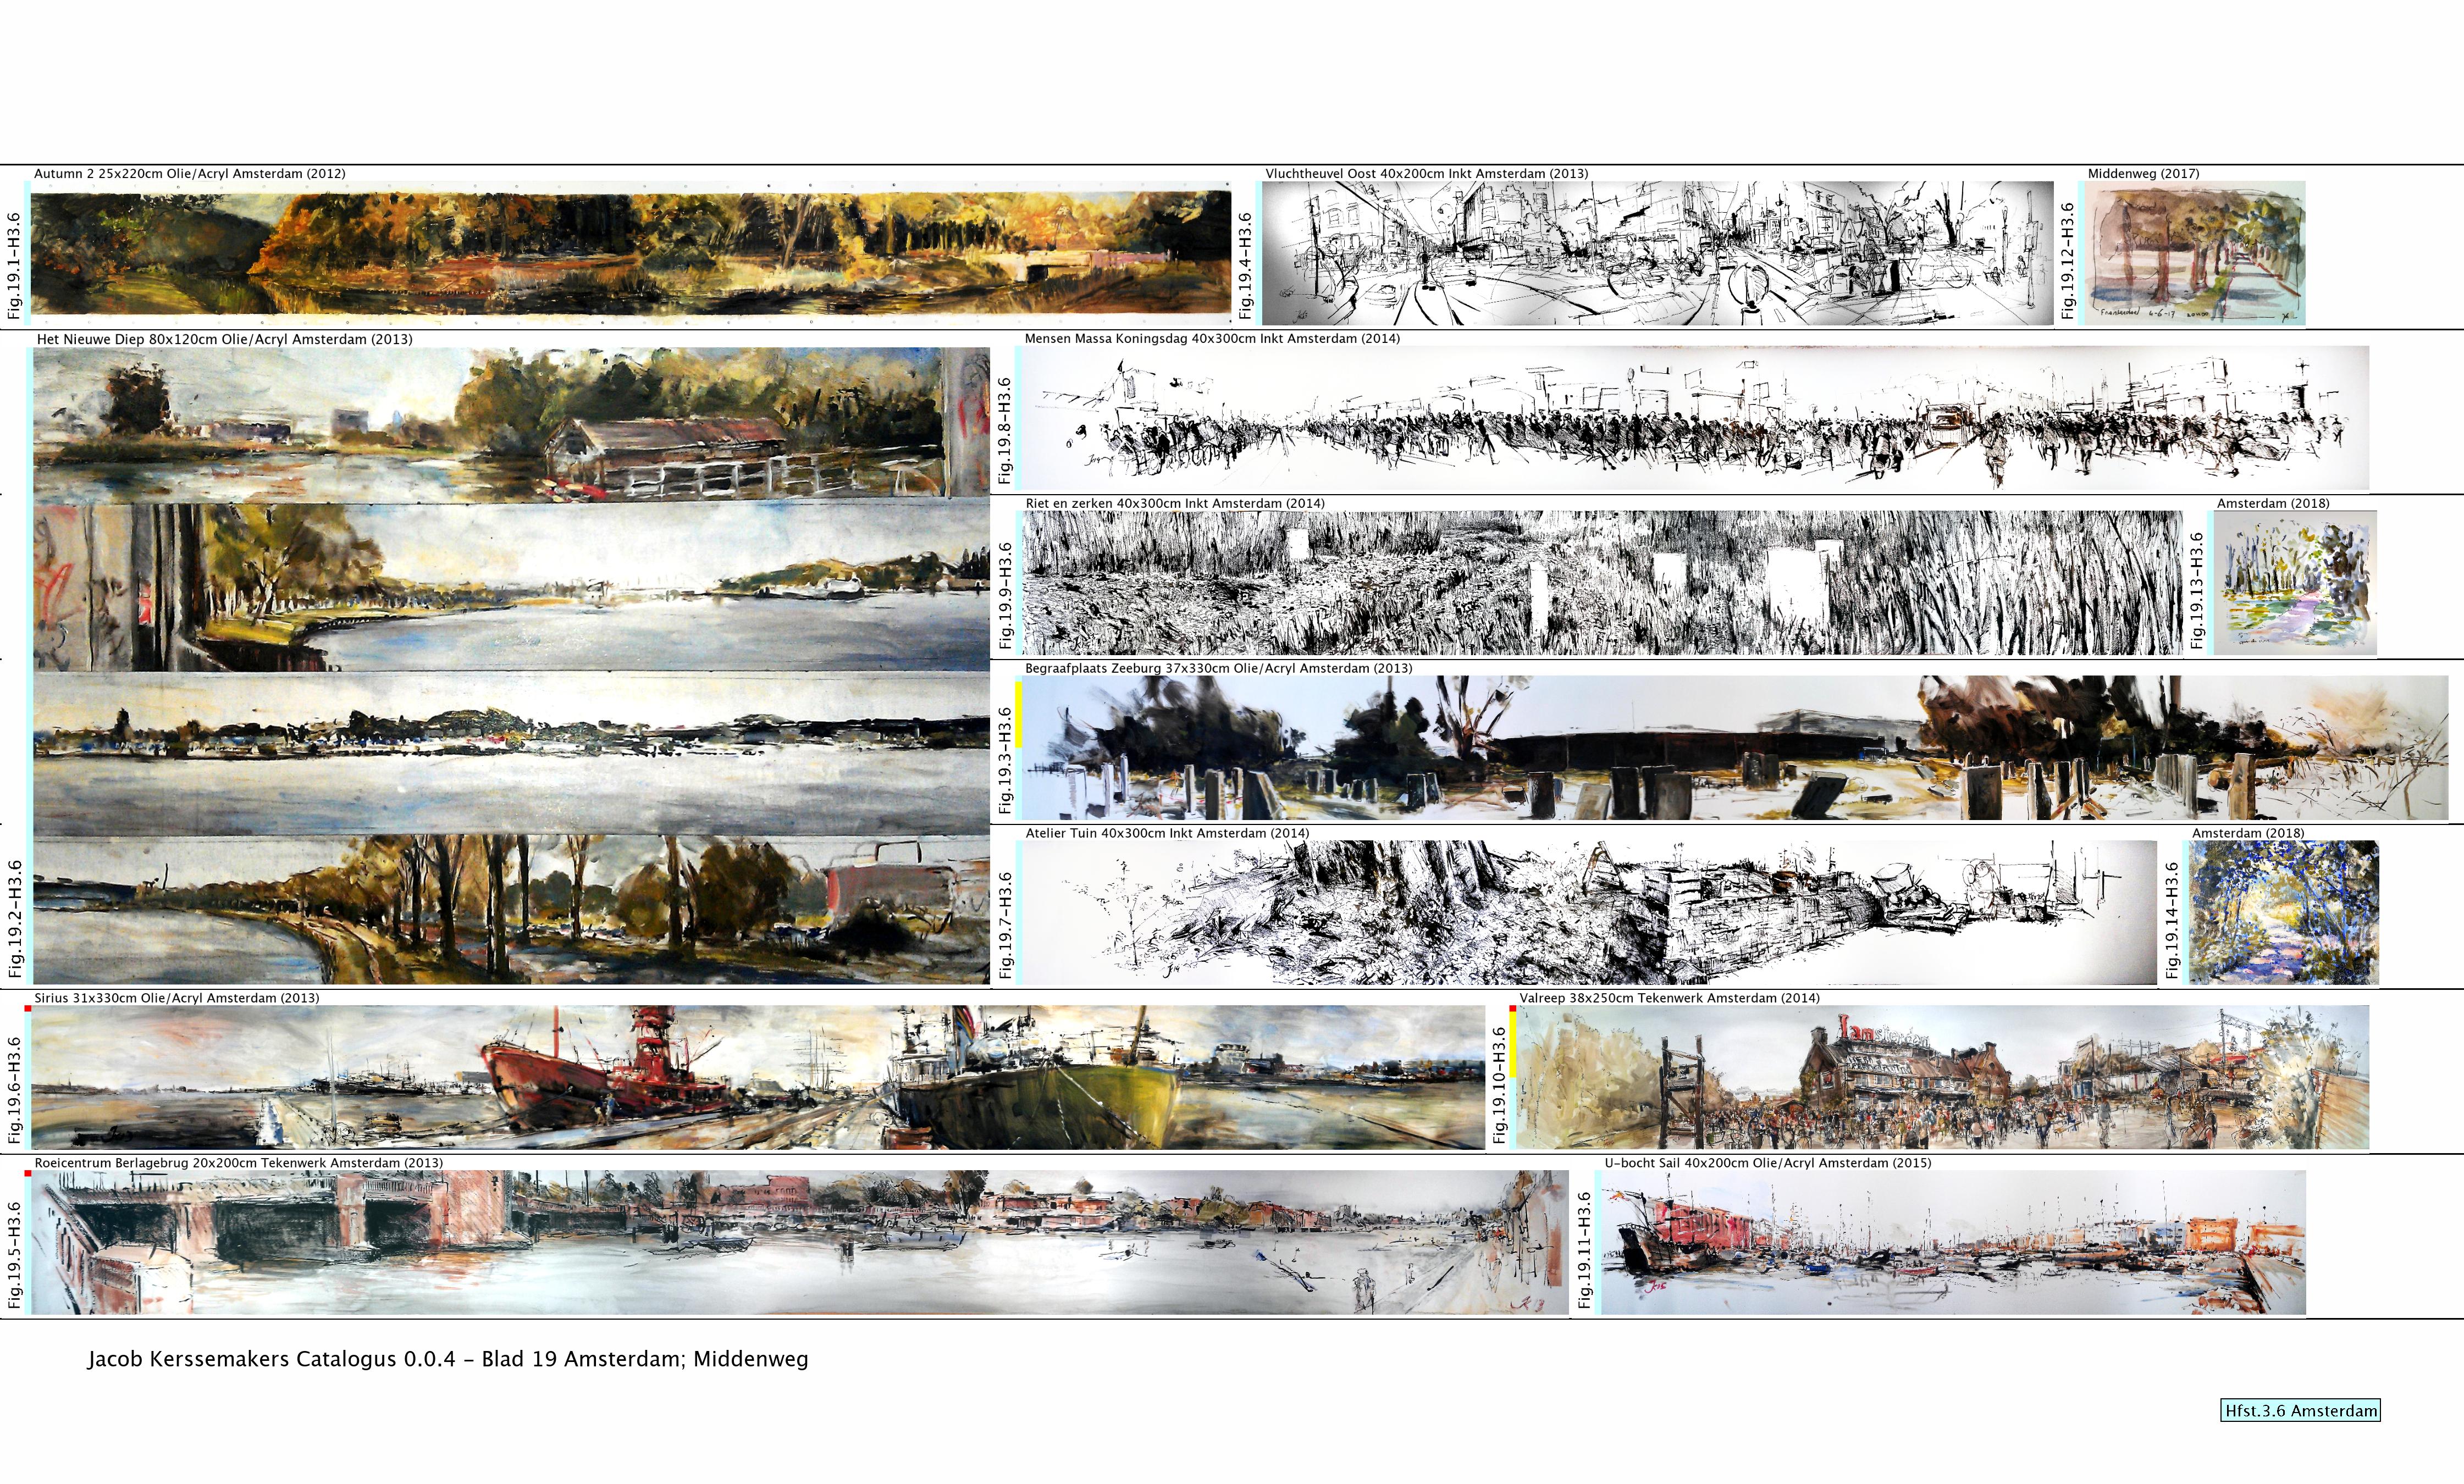 Autumn 2 25x220cm Olie/Acryl Amsterdam (2012)
Fig.19.1-H3.6
Vluchtheuvel Oost 40x200cm Inkt Amsterdam (2013)
Fig.19.4-H3.6
Middenweg (2017)
Fig.19.12-H3.6
Het Nieuwe Diep 80x120cm Olie/Acryl Amsterdam (2013)
Fig.19.2-H3.6
Mensen Massa Koningsdag 40x300cm Inkt Amsterdam (2014)
Fig.19.8-H3.6
Riet en zerken 40x300cm Inkt Amsterdam (2014)
Fig.19.9-H3.6
Amsterdam (2018)
Fig.19.13-H3.6
Begraafplaats Zeeburg 37x330cm Olie/Acryl Amsterdam (2013)
Fig.19.3-H3.6
Atelier Tuin 40x300cm Inkt Amsterdam (2014)
Fig.19.7-H3.6
Amsterdam (2018)
Fig.19.14-H3.6
Sirius 31x330cm Olie/Acryl Amsterdam (2013)
Fig.19.6-H3.6
Valreep 38x250cm Tekenwerk Amsterdam (2014)
Fig.19.10-H3.6
Iamsterdam
Roeicentrum Berlagebrug 20x200cm Tekenwerk Amsterdam (2013)
Fig.19.5-H3.6
U-bocht Sail 40x200cm Olie/Acryl Amsterdam (2015)
Fig.19.11-H3.6
Jacob Kerssemakers Catalogus 0.0.4 - Blad 19 Amsterdam; Middenweg
Hfst.3.6 Amsterdam